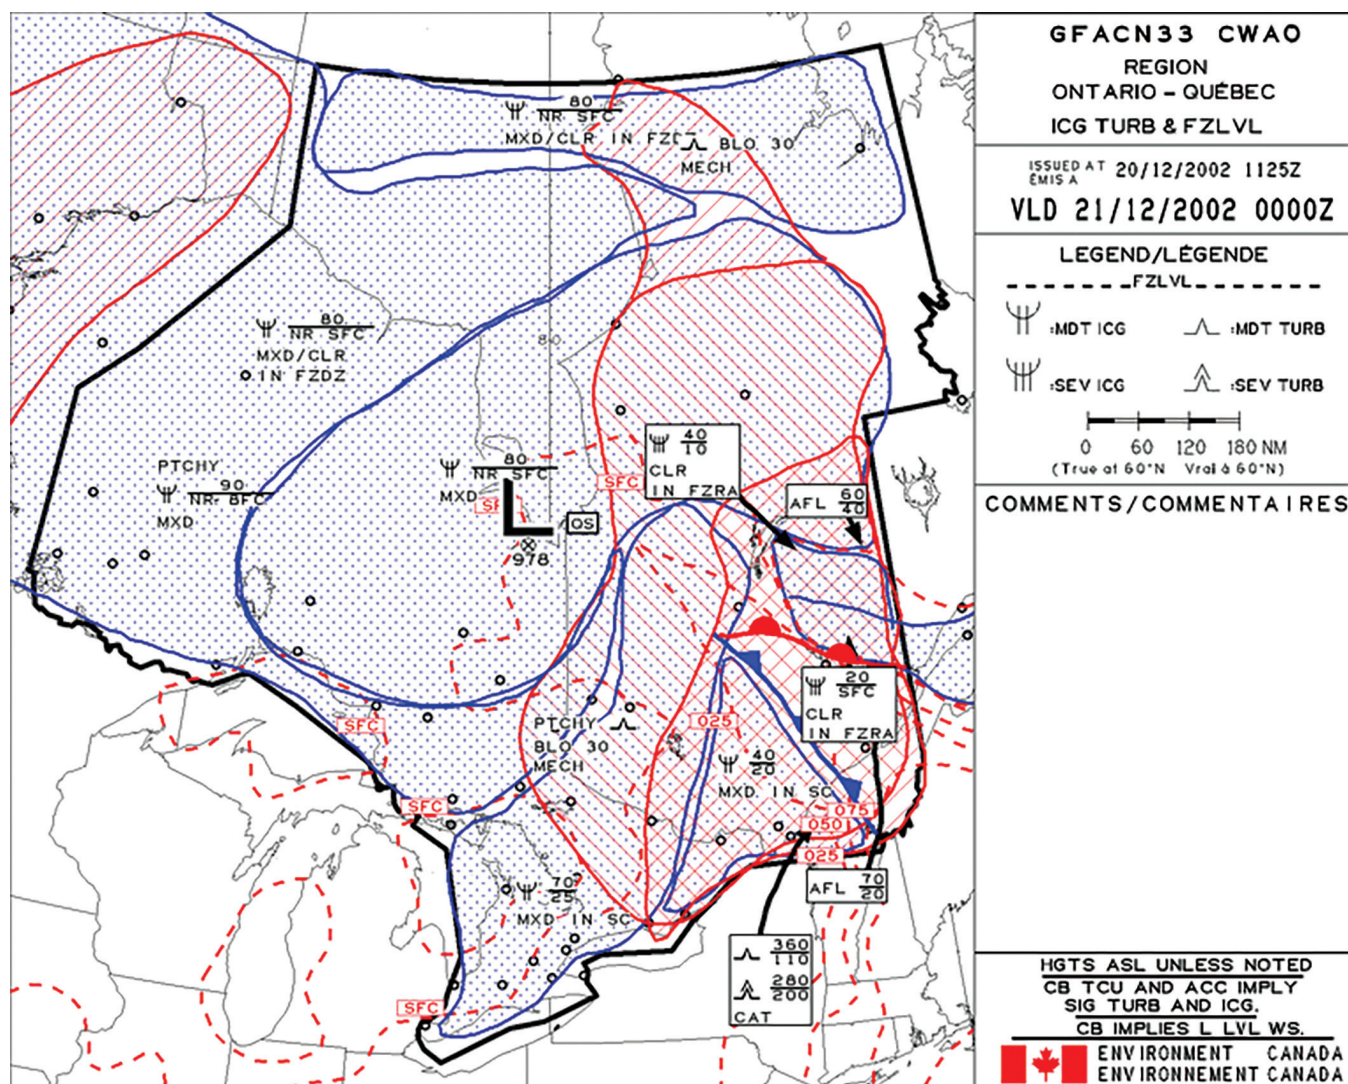 80
NR SFC
MXD/CLR IN FZDZ
BLO 30
MECH
80
NR SFC
MXD/CLR
IN FZDZ
80
PTCHY
90
NR. BFC
MXD
80
NR SFC
MXD
SFC
OS
978
40
10
CLR
IN FZRA
AFL 60
40
20
SFC
CLR
IN FZRA
SFC
025
PTCHY
BLO 30
MECH
40
20
MXD IN SC
SFC
075
050
025
AFL 70
20
70
25
MXD IN SC
360
110
280
200
CAT
SFC
GFACN33 CWAO
REGION
ONTARIO – QUÉBEC
ICG TURB & FZLVL
ISSUED AT 20/12/2002 1125Z
ÉMIS A
VLD 21/12/2002 0000Z
LEGEND/LÉGENDE
FZLVL
:MDT ICG
:MDT TURB
:SEV ICG
:SEV TURB
0 60 120 180 NM
(True at 60°N Vrai à 60°N)
COMMENTS/COMMENTAIRES
HGTS ASL UNLESS NOTED
CB TCU AND ACC IMPLY
SIG TURB AND ICG.
CB IMPLIES L LVL WS.
ENVIRONMENT CANADA
ENVIRONNEMENT CANADA